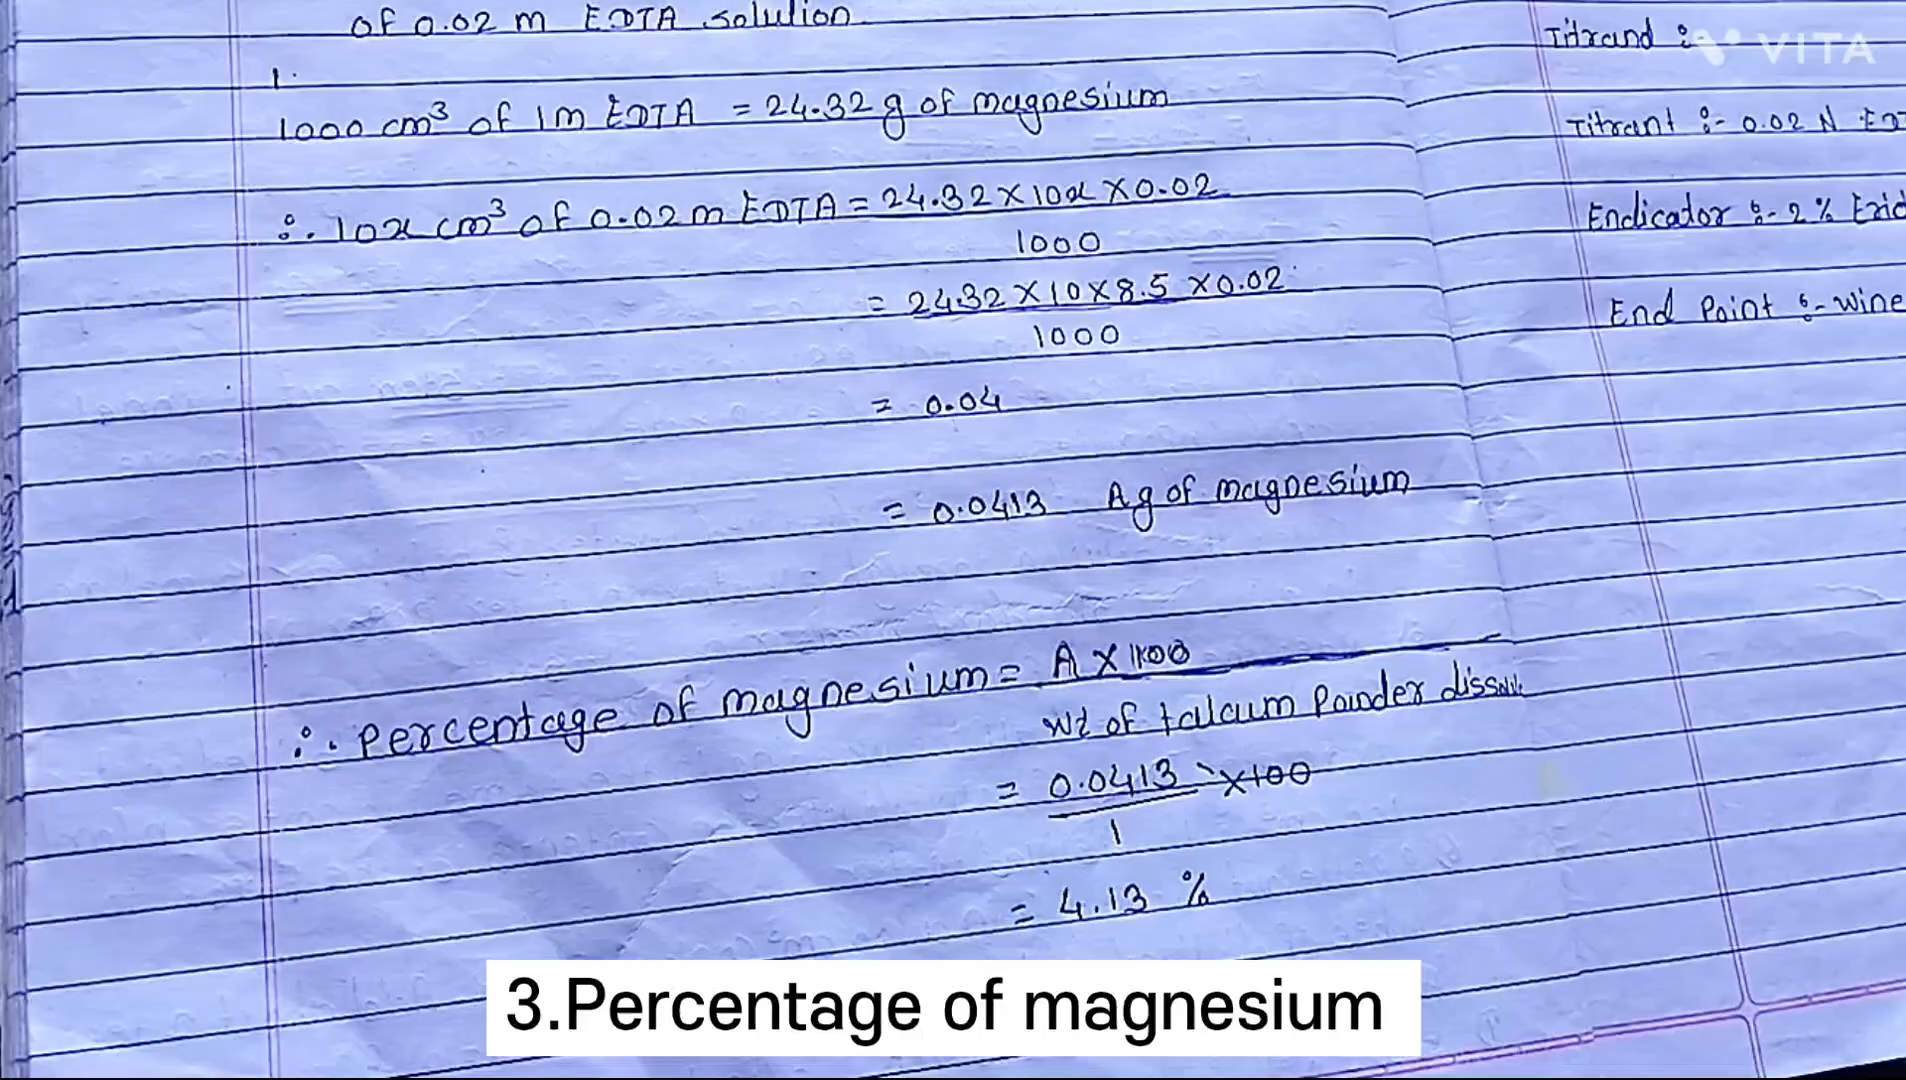 of 0.02 m EDTA solution
1.
1000 cm³ of 1m EDTA = 24.32 g of magnesium
∴ 10x cm³ of 0.02 m EDTA = 24.32 × 10x × 0.02
1000
= 24.32 × 10 × 8.5 × 0.02
1000
= 0.04
= 0.0413 A g of magnesium
∴ Percentage of magnesium = A × 100
Wt of talcum Powder
= 0.0413 × 100
1
= 4.13 %
Titrand :-
Titrant :- 0.02 N
Endicator :- 2 %
End Point :- wine
VITA
3.Percentage of magnesium